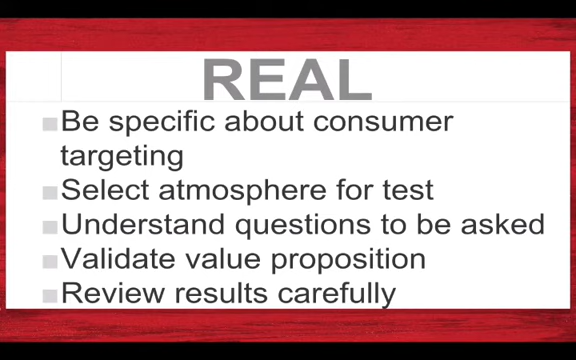 REAL
Be specific about consumer
targeting
Select atmosphere for test
Understand questions to be asked
Validate value proposition
Review results carefully